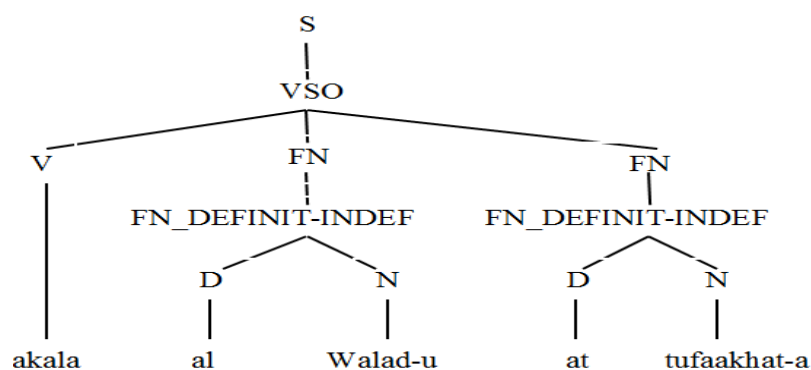 S
VSO
V FN FN
FN_DEFINIT-INDEF FN_DEFINIT-INDEF
D N D N
akala al Walad-u at tufaakhat-a